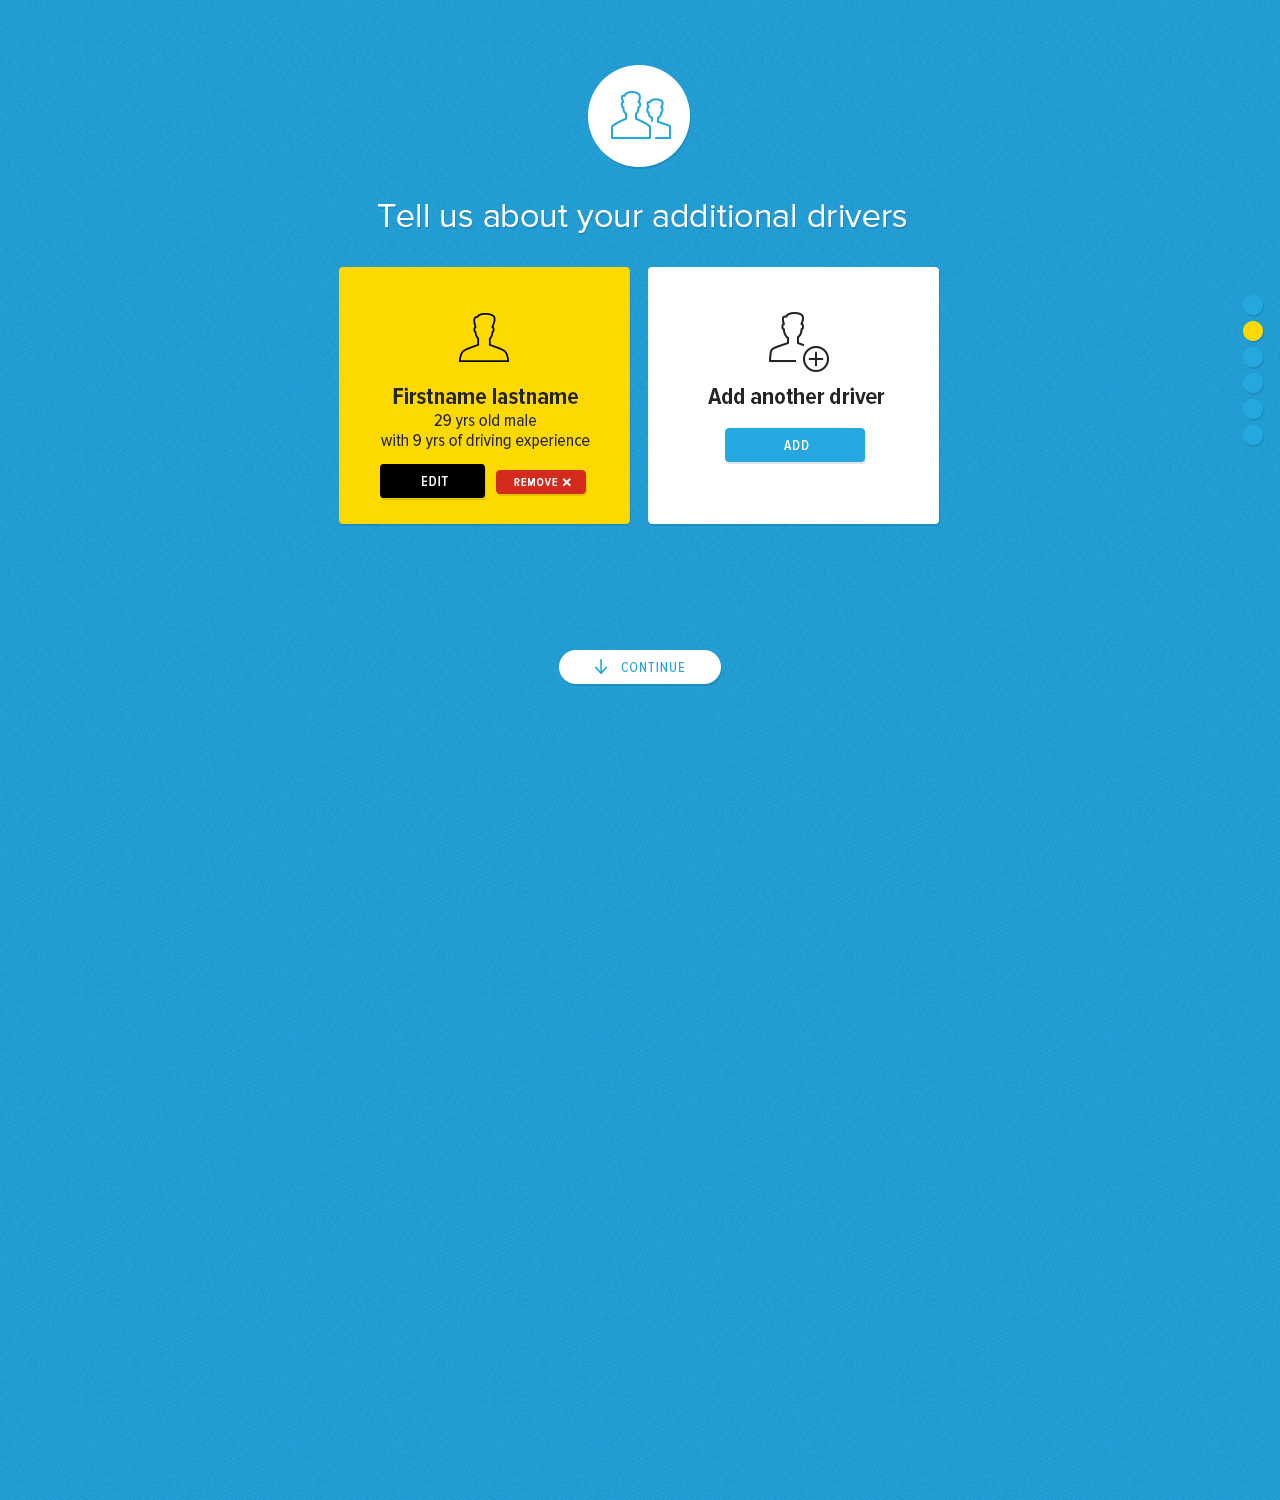 Tell us about your additional drivers
Firstname lastname
29 yrs old male
with 9 yrs of driving experience
EDIT
REMOVE
Add another driver
ADD
CONTINUE